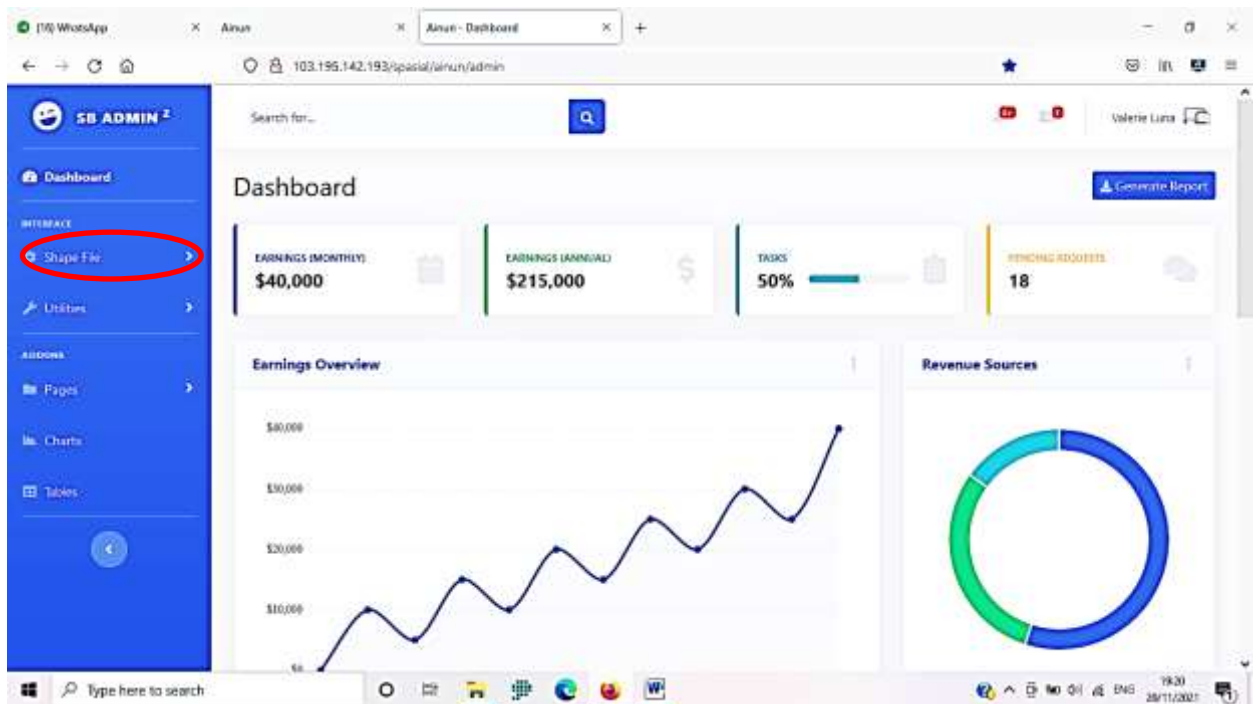 (16) WhatsApp
Ainun
Ainun - Dashboard
103.195.142.193/spasial/ainun/admin
SB ADMIN 2
Search for...
Valerie Luna
Dashboard
Dashboard
Generate Report
INTERFACE
Shape File
EARNINGS (MONTHLY)
$40,000
EARNINGS (ANNUAL)
$215,000
TASKS
50%
PENDING REQUESTS
18
Utilities
ADDONS
Pages
Charts
Tables
Earnings Overview
Revenue Sources
$40,000
$30,000
$20,000
$10,000
$0
Type here to search
ENG
19:20
28/11/2021